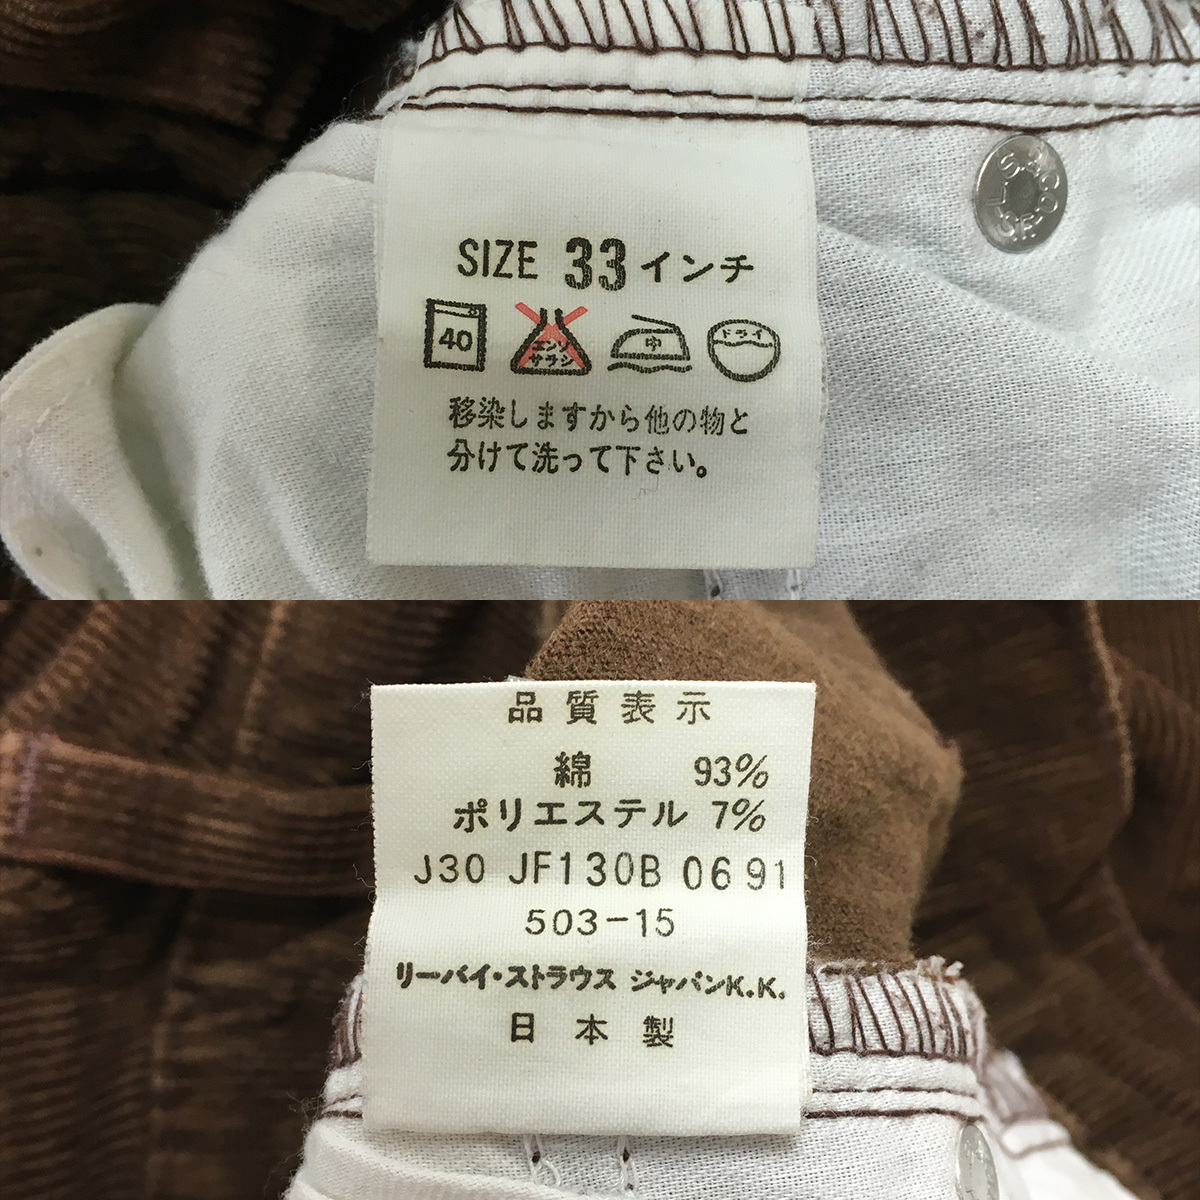 SIZE 33インチ
40 エンソサラシ 中 ドライ
移染しますから他の物と
分けて洗って下さい。
品質表示
綿 93%
ポリエステル 7%
J30 JF130B 06 91
503-15
リーバイ・ストラウス ジャパンK.K.
日本製